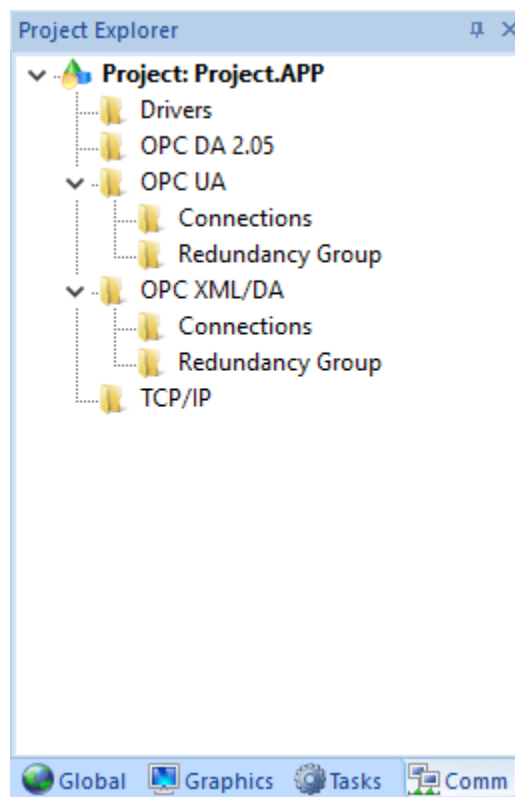 Project Explorer
Project: Project.APP
Drivers
OPC DA 2.05
OPC UA
Connections
Redundancy Group
OPC XML/DA
Connections
Redundancy Group
TCP/IP
Global Graphics Tasks Comm